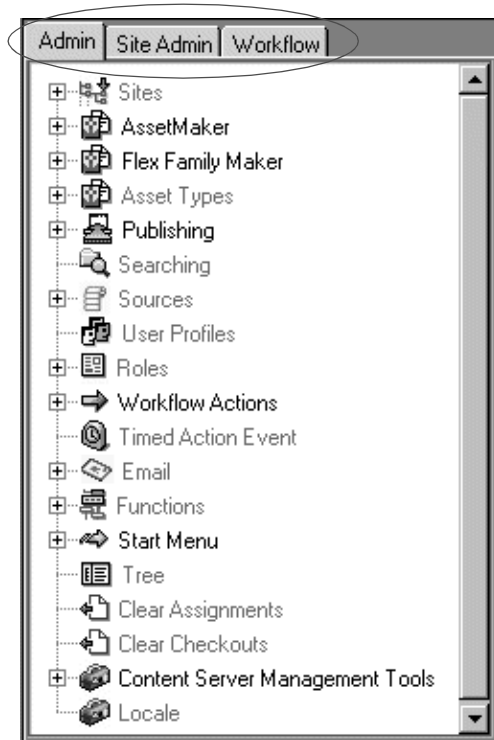 Admin Site Admin Workflow
Sites
AssetMaker
Flex Family Maker
Asset Types
Publishing
Searching
Sources
User Profiles
Roles
Workflow Actions
Timed Action Event
Email
Functions
Start Menu
Tree
Clear Assignments
Clear Checkouts
Content Server Management Tools
Locale